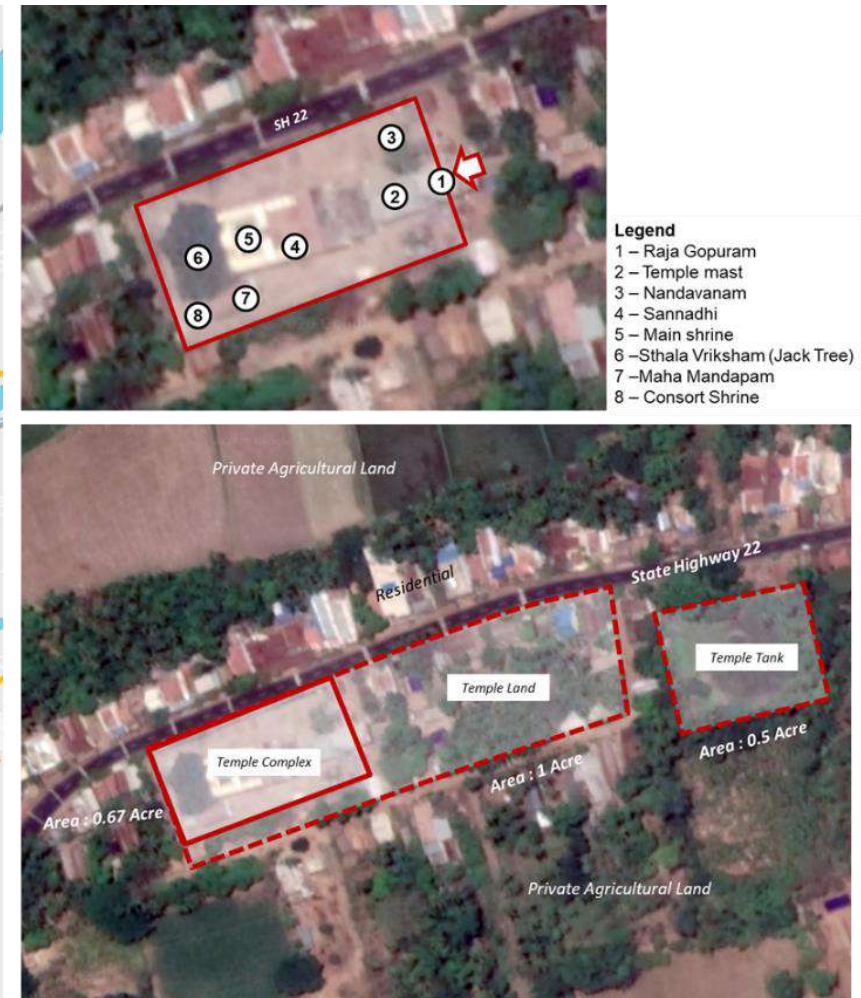 SH 22
3
1
2
5
4
6
7
8
Legend
1 – Raja Gopuram
2 – Temple mast
3 – Nandavanam
4 – Sannadhi
5 – Main shrine
6 –Sthala Vriksham (Jack Tree)
7 –Maha Mandapam
8 – Consort Shrine
Private Agricultural Land
State Highway 22
Residential
Temple Tank
Temple Land
Temple Complex
Area : 0.5 Acre
Area : 1 Acre
Area : 0.67 Acre
Private Agricultural Land